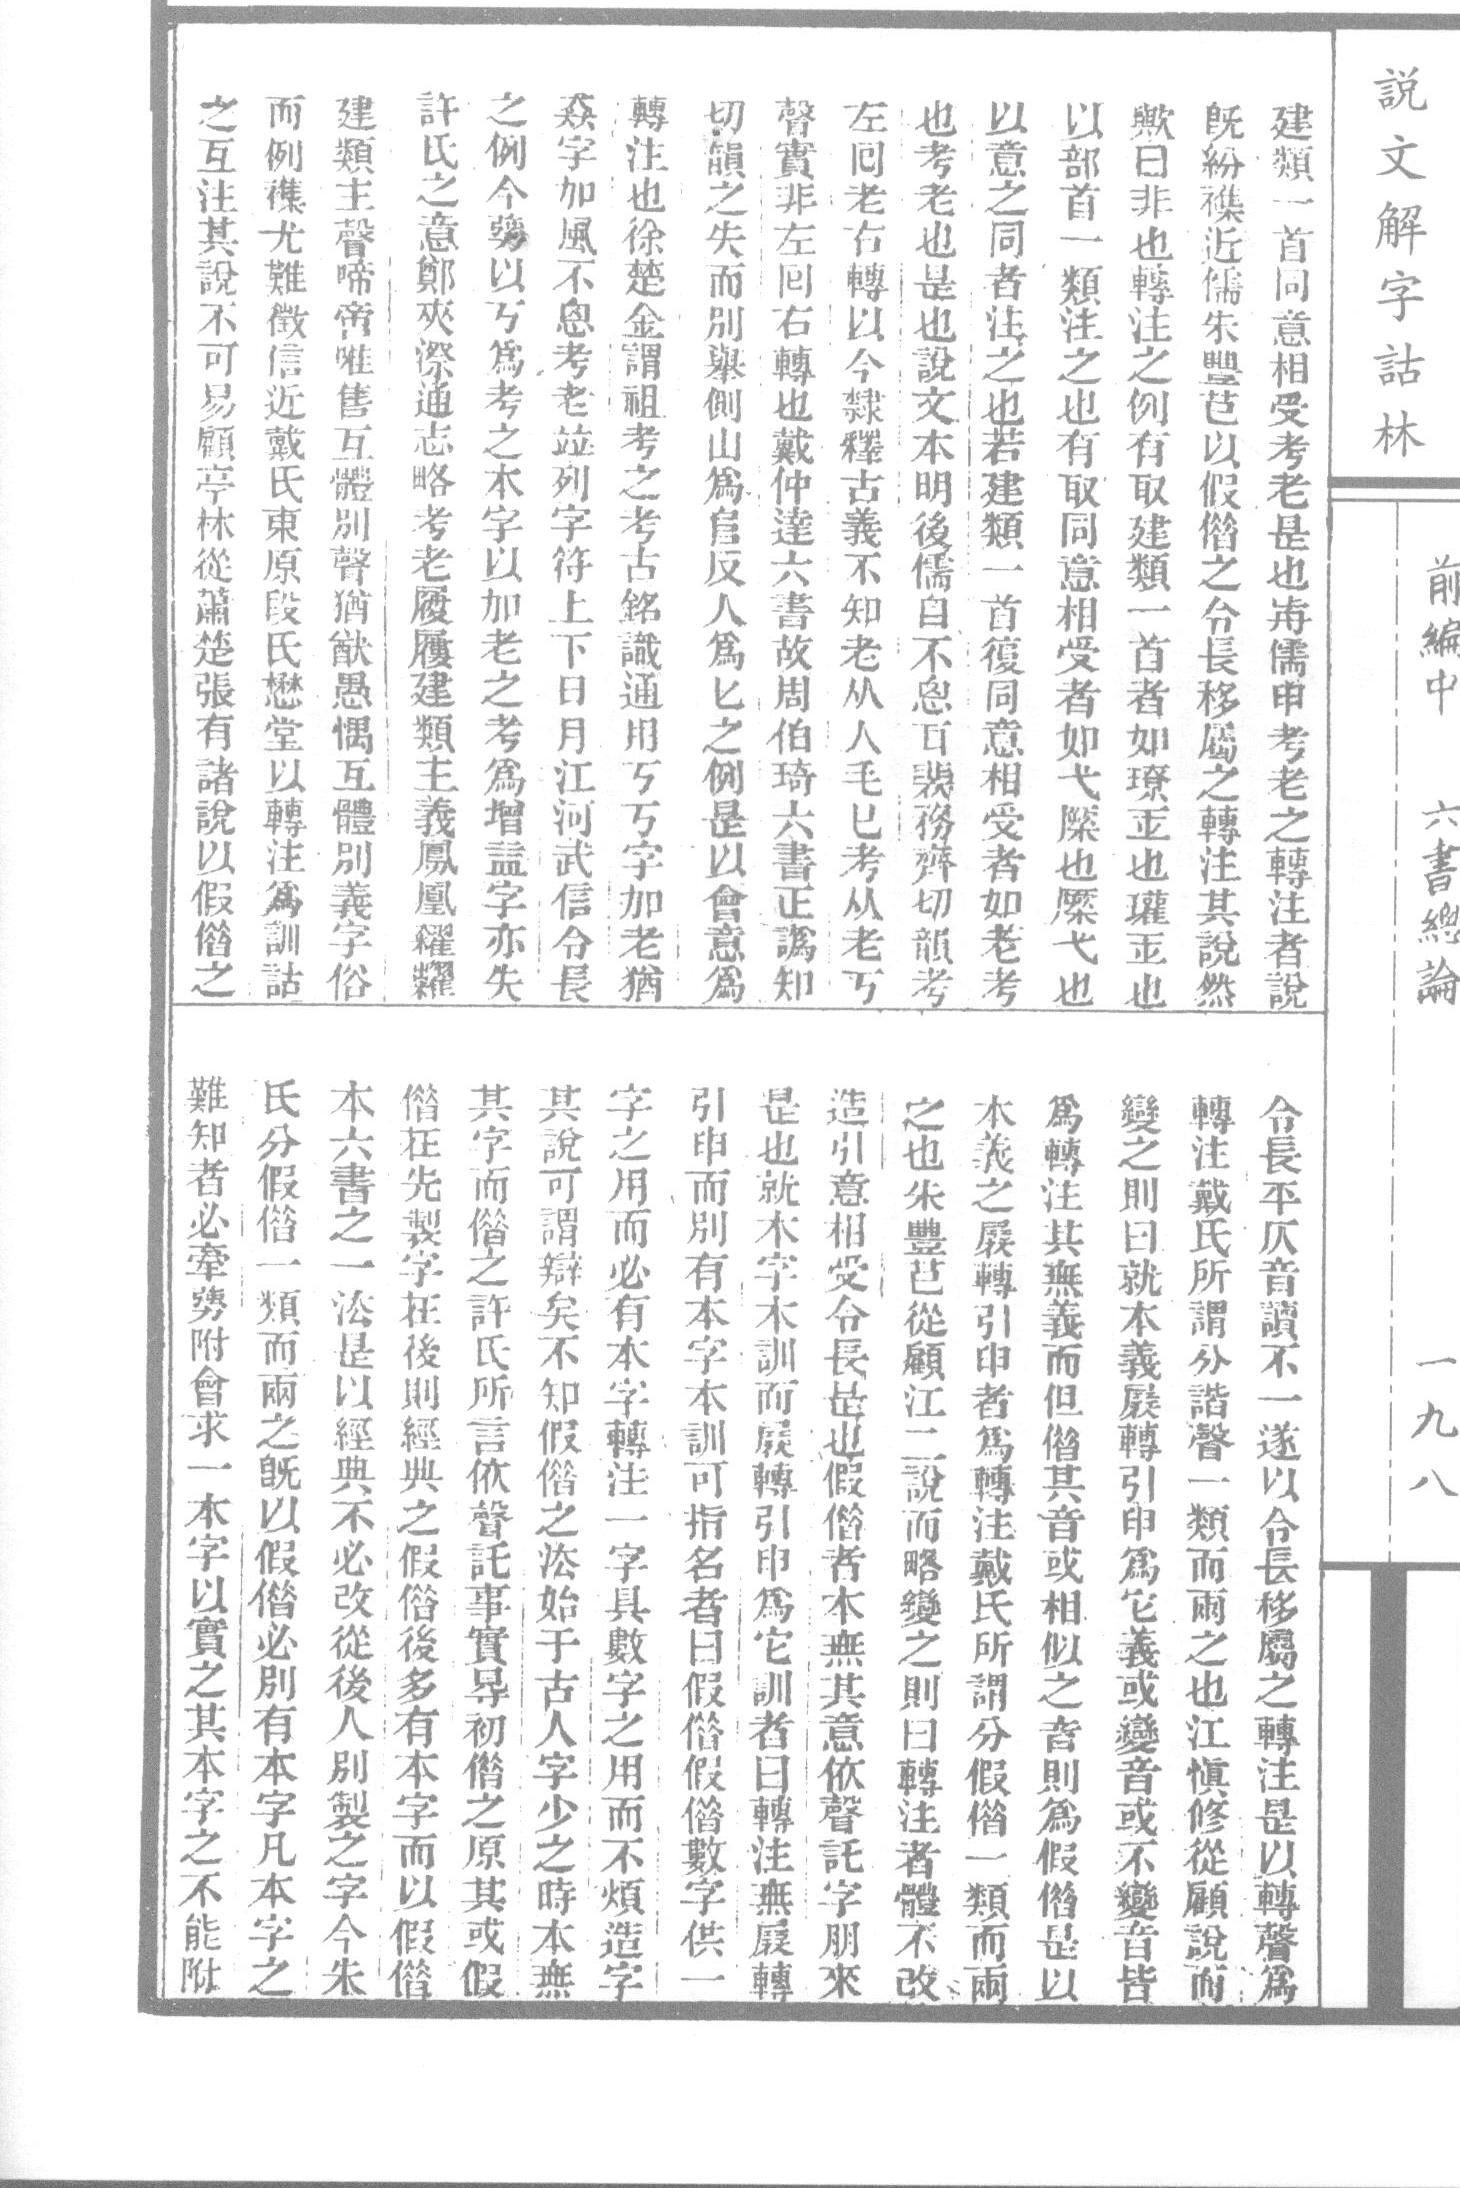 說文解字詁林
前編中　六書總論
一九八
建類一首同意相受考老是也歬儒申考老之轉注者說
旣紛襍近儒朱豐芑以假借之令長移屬之轉注其說然
歟曰非也轉注之例有取建類一首者如璙玉也瓘玉也
以部首一類注之也有取同意相受者如弋橜也橜弋也
以意之同者注之也若建類一首復同意相受者如老考
也考老也是也說文本明後儒自不悤耳裴務齊切韻考
左回老右轉以今隸釋古義不知老从人毛匕考从老丂
聲實非左回右轉也戴仲達六書故周伯琦六書正譌知
切韻之失而別舉側山爲𨸏反人爲匕之例是以會意爲
轉注也徐楚金謂祖考之考古銘識通用丂丂字加老猶
猋字加風不悤考老竝列字符上下日月江河武信令長
之例今勥以丂爲考之本字以加老之考爲增益字亦失
許氏之意鄭夾漈通志略考老履屨建類主義鳳凰糴糶
建類主聲啼啻唯售互體別聲猶猷愚愲互體別義字俗
而例襍尤難徵信近戴氏東原段氏懋堂以轉注爲訓詁
之互注其說不可易顧亭林從蕭楚張有諸說以假借之
令長平仄音讀不一遂以令長移屬之轉注是以轉聲爲
轉注戴氏所謂分諧聲一類而兩之也江愼修從顧說而
變之則曰就本義展轉引申爲它義或變音或不變音皆
爲轉注其無義而但借其音或相似之音則爲假借是以
本義之展轉引申者爲轉注戴氏所謂分假借一類而兩
之也朱豐芑從顧江二說而略變之則曰轉注者體不改
造引意相受令長是也假借者本無其意依聲託字朋來
是也就本字本訓而展轉引申爲它訓者曰轉注無展轉
引申而別有本字本訓可指名者曰假借假借數字供一
字之用而必有本字轉注一字具數字之用而不煩造字
其說可謂辯矣不知假借之法始于古人字少之時本無
其字而借之許氏所言依聲託事實㝵初借之原其或假
借在先製字在後則經典之假借後多有本字而以假借
本六書之一法是以經典不必改從後人別製之字今朱
氏分假借一類而兩之旣以假借必別有本字凡本字之
難知者必牽勥附會求一本字以實之其本字之不能附